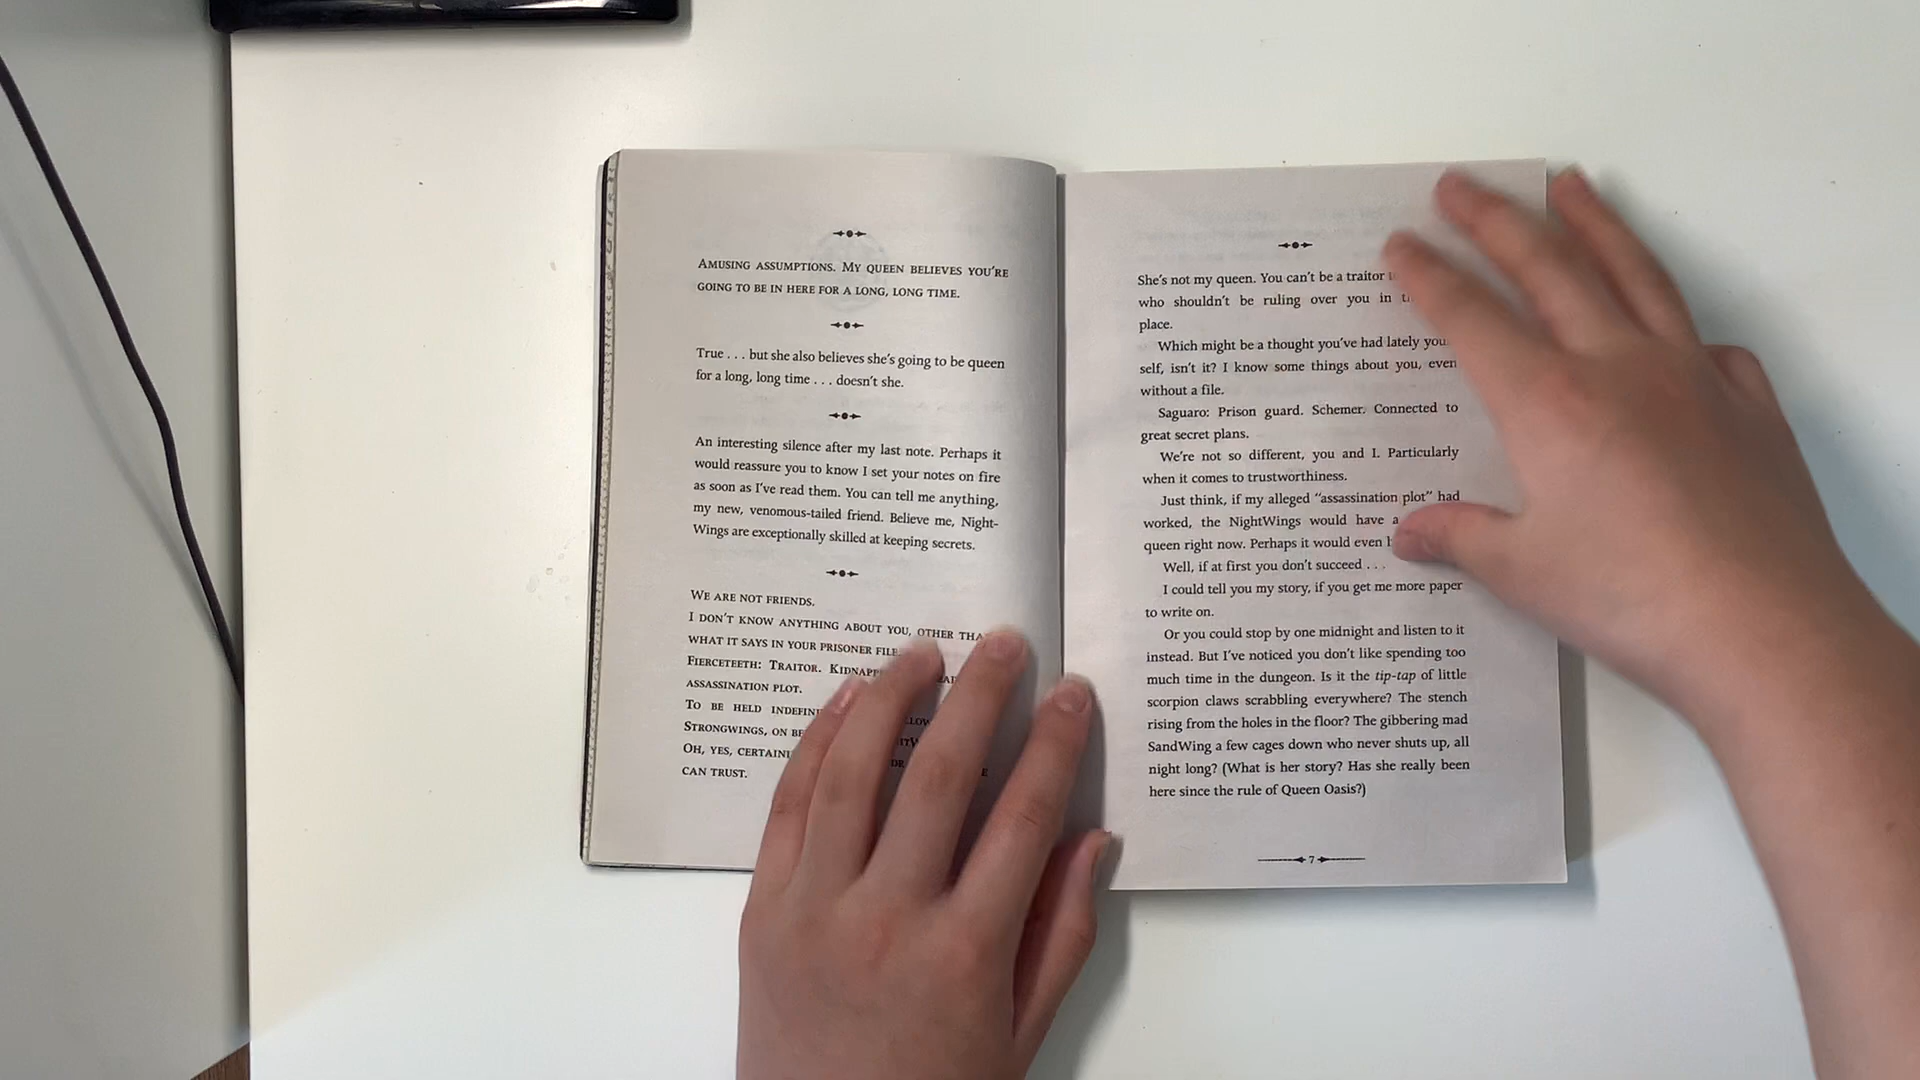 AMUSING ASSUMPTIONS. MY QUEEN BELIEVES YOU'RE
GOING TO BE IN HERE FOR A LONG, LONG TIME.
True . . . but she also believes she's going to be queen
for a long, long time . . . doesn't she.
An interesting silence after my last note. Perhaps it
would reassure you to know I set your notes on fire
as soon as I've read them. You can tell me anything,
my new, venomous-tailed friend. Believe me, Night-
Wings are exceptionally skilled at keeping secrets.
WE ARE NOT FRIENDS.
I DON'T KNOW ANYTHING ABOUT YOU, OTHER
WHAT IT SAYS IN YOUR PRISONER FILE
FIERCETEETH: TRAITOR.
ASSASSINATION PLOT.
TO BE HELD
STRONGWINGS, ON
OH, YES,
CAN TRUST.
She's not my queen. You can't be a traitor
who shouldn't be ruling over you in
place.
Which might be a thought you've had lately
self, isn't it? I know some things about you, even
without a file.
Saguaro: Prison guard. Schemer. Connected to
great secret plans.
We're not so different, you and I. Particularly
when it comes to trustworthiness.
Just think, if my alleged “assassination plot” had
worked, the NightWings would have a
queen right now. Perhaps it would even
Well, if at first you don't succeed . . .
I could tell you my story, if you get me more paper
to write on.
Or you could stop by one midnight and listen to it
instead. But I've noticed you don't like spending too
much time in the dungeon. Is it the tip-tap of little
scorpion claws scrabbling everywhere? The stench
rising from the holes in the floor? The gibbering mad
SandWing a few cages down who never shuts up, all
night long? (What is her story? Has she really been
here since the rule of Queen Oasis?)
7